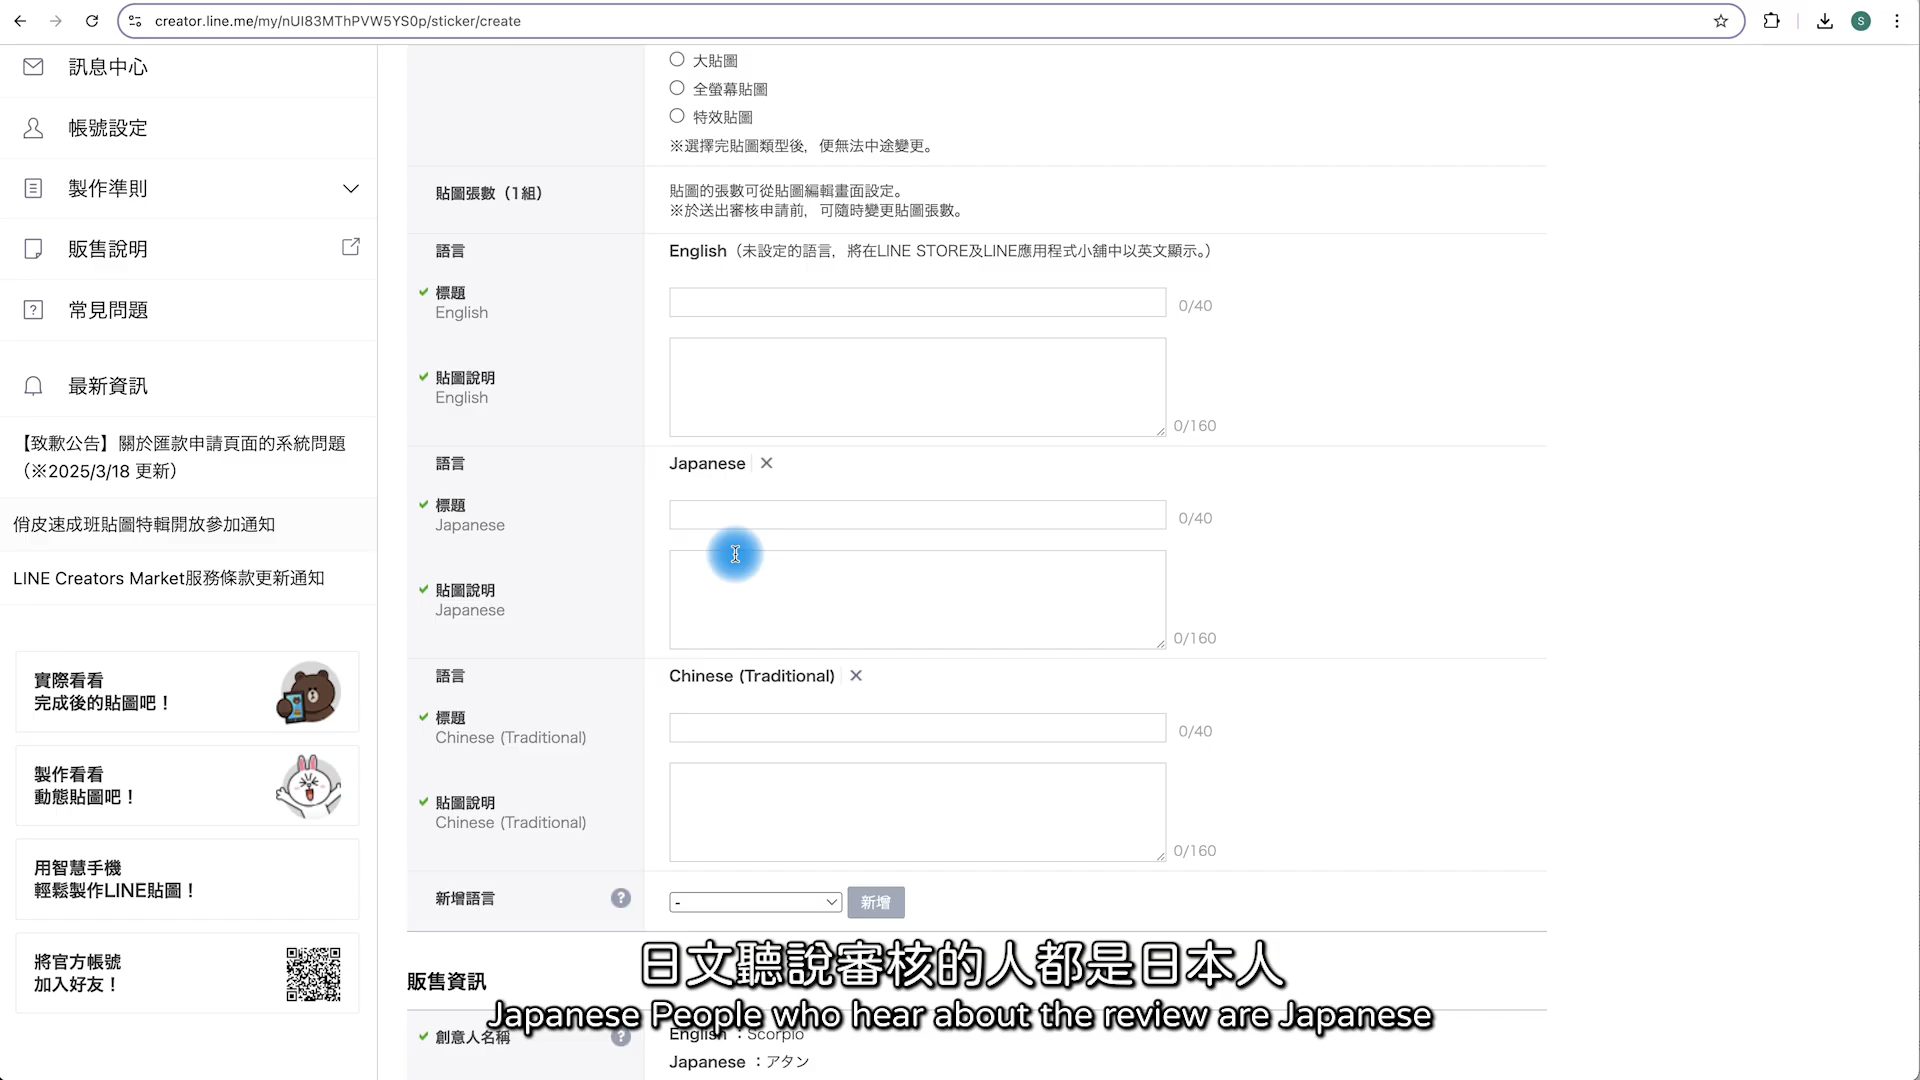 creator.line.me/my/nUI83MThPVW5YS0p/sticker/create
S
訊息中心
帳號設定
製作準則
販售說明
常見問題
最新資訊
【致歉公告】關於匯款申請頁面的系統問題
（※2025/3/18 更新）
俏皮速成班貼圖特輯開放參加通知
LINE Creators Market服務條款更新通知
實際看看
完成後的貼圖吧！
製作看看
動態貼圖吧！
用智慧手機
輕鬆製作LINE貼圖！
將官方帳號
加入好友！
大貼圖
全螢幕貼圖
特效貼圖
※選擇完貼圖類型後，便無法中途變更。
貼圖張數（1組）
貼圖的張數可從貼圖編輯畫面設定。
※於送出審核申請前，可隨時變更貼圖張數。
語言
English（未設定的語言，將在LINE STORE及LINE應用程式小舖中以英文顯示。）
標題
English
0/40
貼圖說明
English
0/160
語言
Japanese
標題
Japanese
0/40
貼圖說明
Japanese
0/160
語言
Chinese (Traditional)
標題
Chinese (Traditional)
0/40
貼圖說明
Chinese (Traditional)
0/160
新增語言
?
-
新增
販售資訊
創意人名稱
?
English ：Scorpio
Japanese ：アタン
日文聽說審核的人都是日本人
Japanese People who hear about the review are Japanese